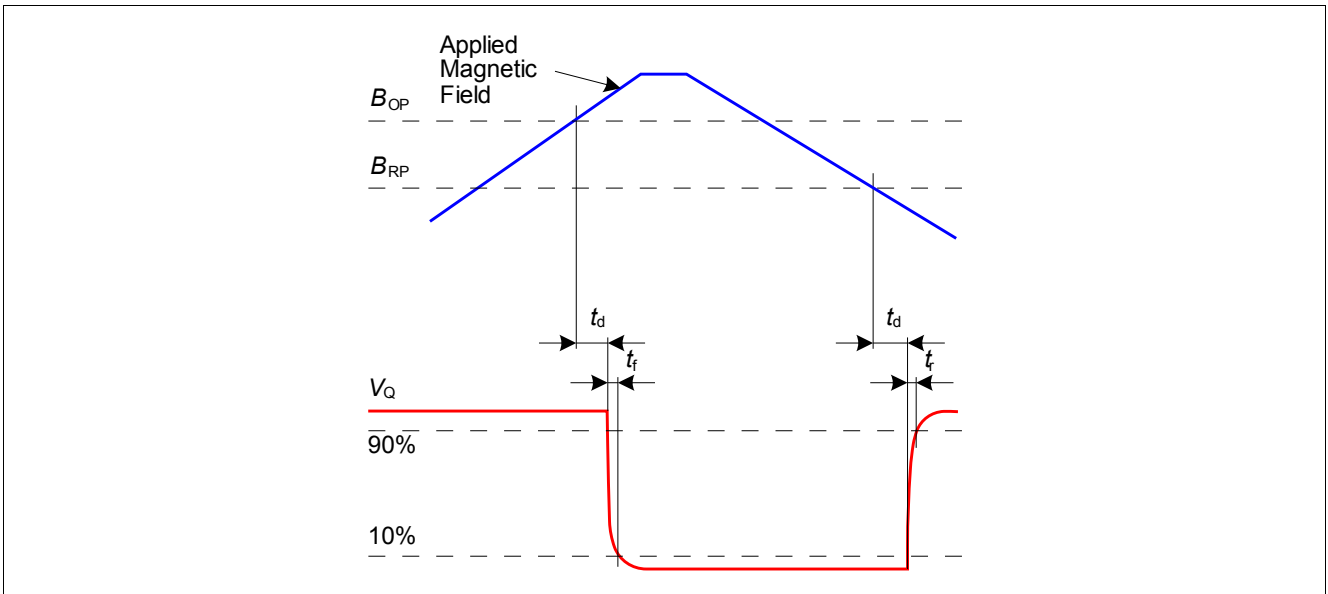 Applied
Magnetic
Field
BOP
BRP
td
td
tf
tr
VQ
90%
10%